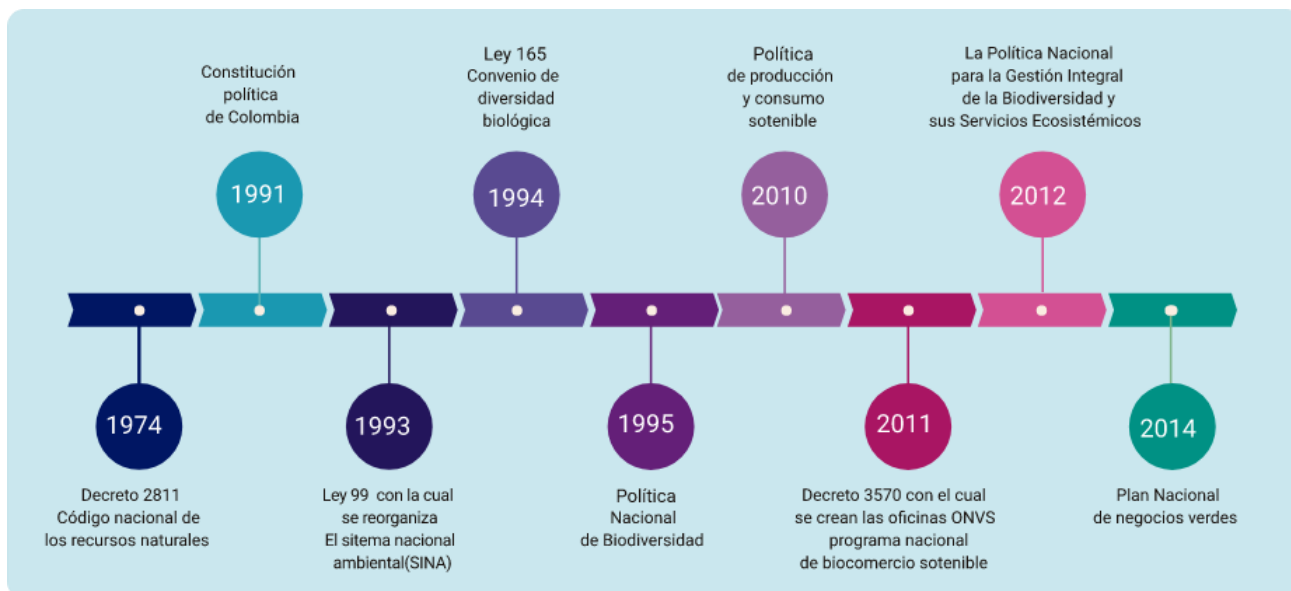 1974
Decreto 2811
Código nacional de
los recursos naturales
Constitución
política
de Colombia
1991
1993
Ley 99 con la cual
se reorganiza
El sitema nacional
ambiental(SINA)
Ley 165
Convenio de
diversidad
biológica
1994
1995
Política
Nacional
de Biodiversidad
Política
de producción
y consumo
sotenible
2010
2011
Decreto 3570 con el cual
se crean las oficinas ONVS
programa nacional
de biocomercio sotenible
La Política Nacional
para la Gestión Integral
de la Biodiversidad y
sus Servicios Ecosistémicos
2012
2014
Plan Nacional
de negocios verdes